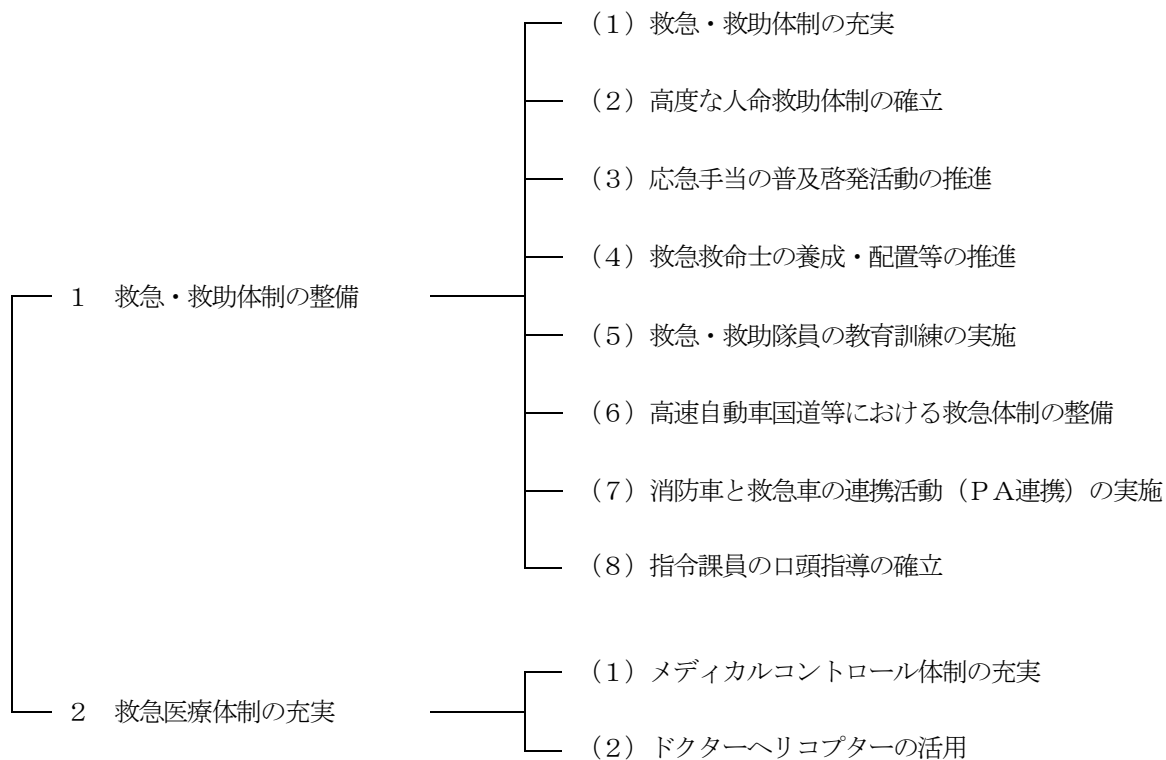 （１）救急・救助体制の充実
（２）高度な人命救助体制の確立
（３）応急手当の普及啓発活動の推進
（４）救急救命士の養成・配置等の推進
１　救急・救助体制の整備
（５）救急・救助隊員の教育訓練の実施
（６）高速自動車国道等における救急体制の整備
（７）消防車と救急車の連携活動（ＰＡ連携）の実施
（８）指令課員の口頭指導の確立
（１）メディカルコントロール体制の充実
２　救急医療体制の充実
（２）ドクターヘリコプターの活用